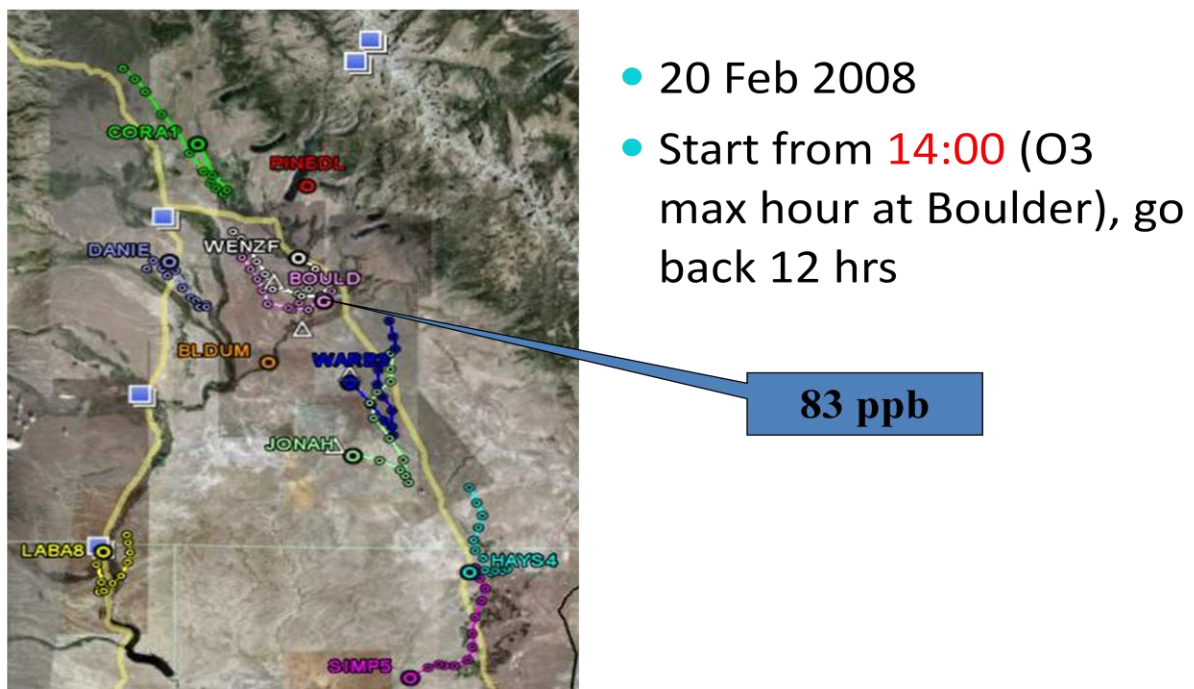 CORA1
PINEDL
WENZF
DANIE
BOULD
BLDUM
WARB3
JONAH
LABA8
HAYS4
SIMP5
• 20 Feb 2008
• Start from 14:00 (O3
max hour at Boulder), go
back 12 hrs
83 ppb